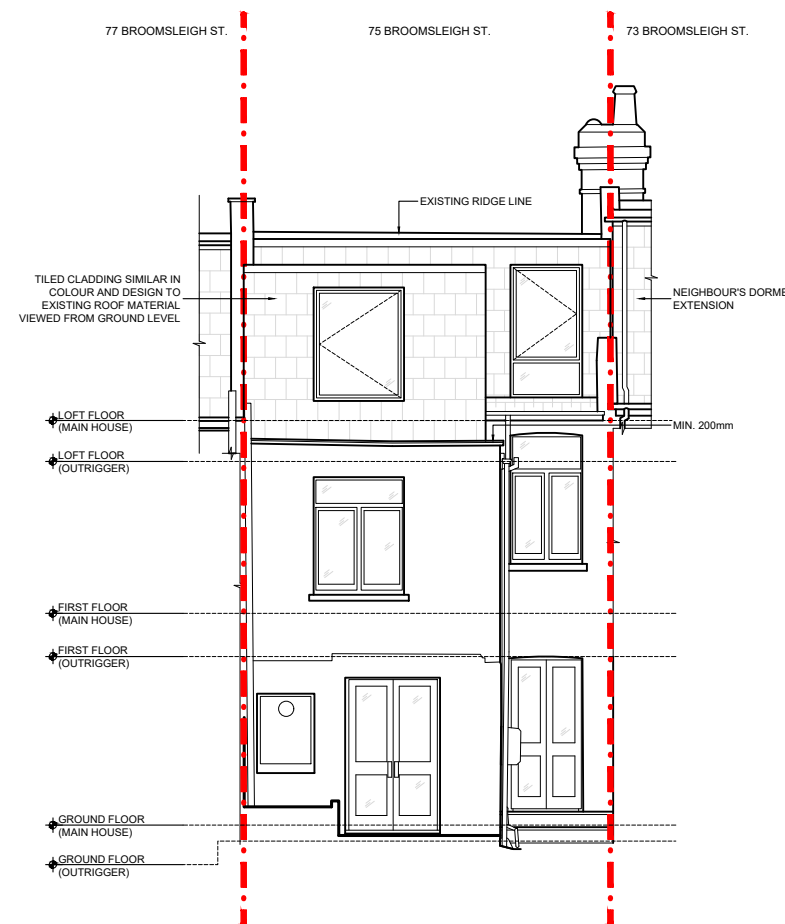 77 BROOMSLEIGH ST.
75 BROOMSLEIGH ST.
73 BROOMSLEIGH ST.
EXISTING RIDGE LINE
TILED CLADDING SIMILAR IN
COLOUR AND DESIGN TO
EXISTING ROOF MATERIAL
VIEWED FROM GROUND LEVEL
NEIGHBOUR'S DORME
EXTENSION
LOFT FLOOR
(MAIN HOUSE)
MIN. 200mm
LOFT FLOOR
(OUTRIGGER)
FIRST FLOOR
(MAIN HOUSE)
FIRST FLOOR
(OUTRIGGER)
GROUND FLOOR
(MAIN HOUSE)
GROUND FLOOR
(OUTRIGGER)